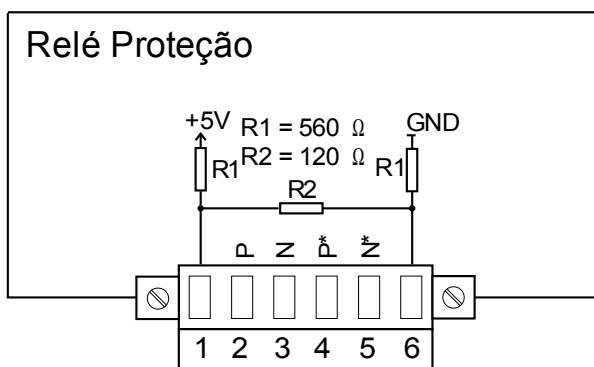 Relé Proteção
+5V R1 = 560 Ω GND
R1 R2 = 120 Ω R1
R2
P N P* N*
1 2 3 4 5 6